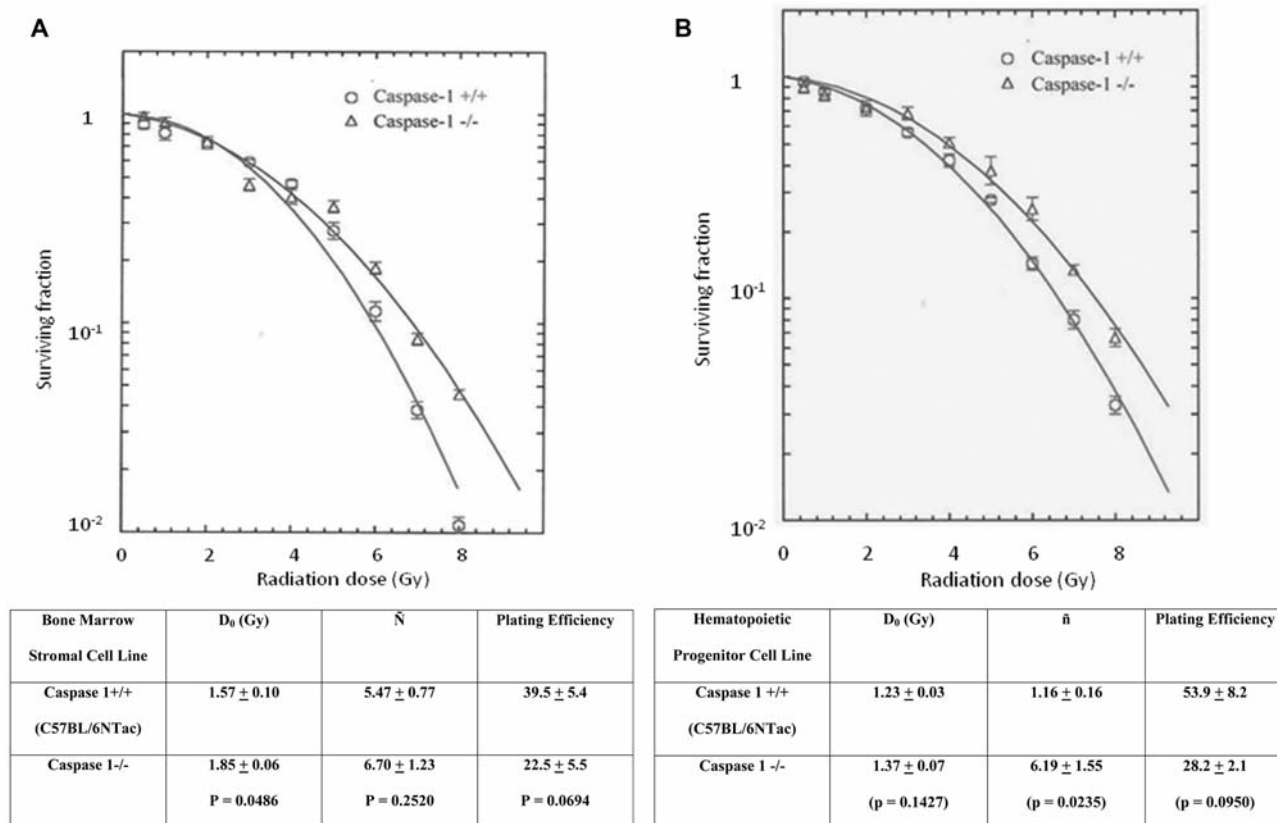 A
Caspase-1 +/+
Caspase-1 -/-
1
10-1
10-2
Surviving fraction
0 2 4 6 8
Radiation dose (Gy)
B
Caspase-1 +/+
Caspase-1 -/-
1
10-1
10-2
Surviving fraction
0 2 4 6 8
Radiation dose (Gy)
Bone Marrow
Stromal Cell Line
D0 (Gy)
Ñ
Plating Efficiency
Caspase 1+/+
(C57BL/6NTac)
1.57 ± 0.10
5.47 ± 0.77
39.5 ± 5.4
Caspase 1-/-
1.85 ± 0.06
P = 0.0486
6.70 ± 1.23
P = 0.2520
22.5 ± 5.5
P = 0.0694
Hematopoietic
Progenitor Cell Line
D0 (Gy)
ñ
Plating Efficiency
Caspase 1 +/+
(C57BL/6NTac)
1.23 ± 0.03
1.16 ± 0.16
53.9 ± 8.2
Caspase 1 -/-
1.37 ± 0.07
(p = 0.1427)
6.19 ± 1.55
(p = 0.0235)
28.2 ± 2.1
(p = 0.0950)